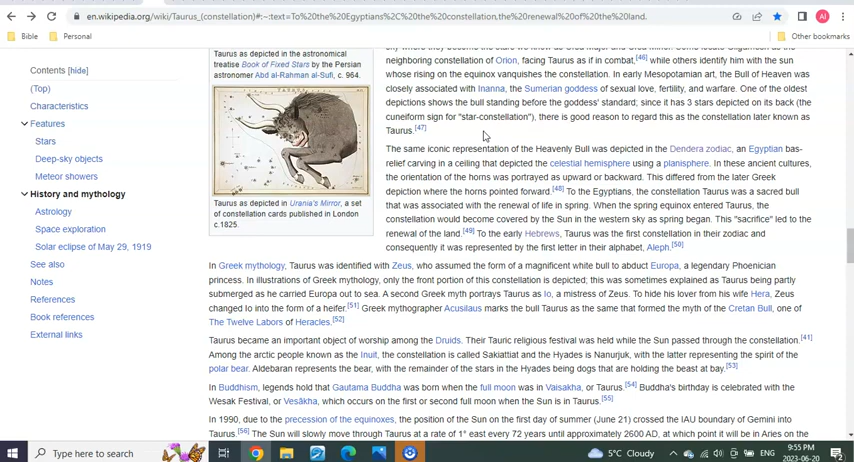 en.wikipedia.org/wiki/Taurus_(constellation)#:~:text=To%20the%20Egyptians%2C%20the%20constellation,the%20renewal%20of%20the%20land.
AI
Bible
Personal
Other bookmarks
Contents [hide]
(Top)
Characteristics
Features
Stars
Deep-sky objects
Meteor showers
History and mythology
Astrology
Space exploration
Solar eclipse of May 29, 1919
See also
Notes
References
Book references
External links
Taurus as depicted in the astronomical
treatise Book of Fixed Stars by the Persian
astronomer Abd al-Rahman al-Sufi, c. 964.
Taurus as depicted in Urania's Mirror, a set
of constellation cards published in London
c.1825.
neighboring constellation of Orion, facing Taurus as if in combat,[46] while others identify him with the sun
whose rising on the equinox vanquishes the constellation. In early Mesopotamian art, the Bull of Heaven was
closely associated with Inanna, the Sumerian goddess of sexual love, fertility, and warfare. One of the oldest
depictions shows the bull standing before the goddess' standard; since it has 3 stars depicted on its back (the
cuneiform sign for "star-constellation"), there is good reason to regard this as the constellation later known as
Taurus.[47]
The same iconic representation of the Heavenly Bull was depicted in the Dendera zodiac, an Egyptian bas-
relief carving in a ceiling that depicted the celestial hemisphere using a planisphere. In these ancient cultures,
the orientation of the horns was portrayed as upward or backward. This differed from the later Greek
depiction where the horns pointed forward.[48] To the Egyptians, the constellation Taurus was a sacred bull
that was associated with the renewal of life in spring. When the spring equinox entered Taurus, the
constellation would become covered by the Sun in the western sky as spring began. This "sacrifice" led to the
renewal of the land.[49] To the early Hebrews, Taurus was the first constellation in their zodiac and
consequently it was represented by the first letter in their alphabet, Aleph.[50]
In Greek mythology, Taurus was identified with Zeus, who assumed the form of a magnificent white bull to abduct Europa, a legendary Phoenician
princess. In illustrations of Greek mythology, only the front portion of this constellation is depicted; this was sometimes explained as Taurus being partly
submerged as he carried Europa out to sea. A second Greek myth portrays Taurus as Io, a mistress of Zeus. To hide his lover from his wife Hera, Zeus
changed Io into the form of a heifer.[51] Greek mythographer Acusilaus marks the bull Taurus as the same that formed the myth of the Cretan Bull, one of
The Twelve Labors of Heracles.[52]
Taurus became an important object of worship among the Druids. Their Tauric religious festival was held while the Sun passed through the constellation.[41]
Among the arctic people known as the Inuit, the constellation is called Sakiattiat and the Hyades is Nanurjuk, with the latter representing the spirit of the
polar bear. Aldebaran represents the bear, with the remainder of the stars in the Hyades being dogs that are holding the beast at bay.[53]
In Buddhism, legends hold that Gautama Buddha was born when the full moon was in Vaisakha, or Taurus.[54] Buddha's birthday is celebrated with the
Wesak Festival, or Vesākha, which occurs on the first or second full moon when the Sun is in Taurus.[55]
In 1990, due to the precession of the equinoxes, the position of the Sun on the first day of summer (June 21) crossed the IAU boundary of Gemini into
Taurus.[56] The Sun will slowly move through Taurus at a rate of 1° east every 72 years until approximately 2600 AD, at which point it will be in Aries on the
Type here to search
5°C Cloudy
9:55 PM
2023-06-20
2